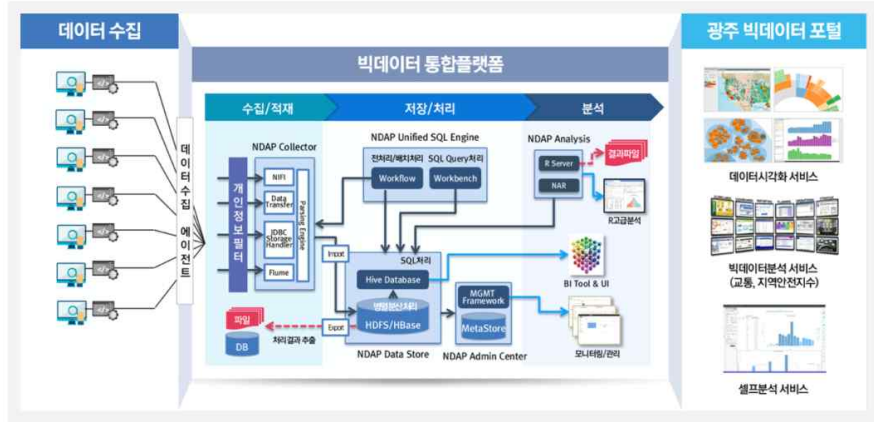 데이터 수집
빅데이터 통합플랫폼
광주 빅데이터 포털
수집/적재
저장/처리
분석
데이터 수집 에이전트
개인정보필터
NDAP Collector
NIFI
Data Transfer
JDBC Storage Handler
Flume
Parsing Engine
파일
DB
처리결과 추출
NDAP Unified SQL Engine
전처리/배치처리
SQL Query처리
Workflow
Workbench
Import
Export
SQL처리
Hive Database
병렬분산처리
HDFS/HBase
NDAP Data Store
MGMT Framework
MetaStore
NDAP Admin Center
NDAP Analysis
R Server
NAR
결과파일
R고급분석
BI Tool & UI
모니터링/관리
데이터시각화 서비스
빅데이터분석 서비스
(교통, 지역안전지수)
셀프분석 서비스